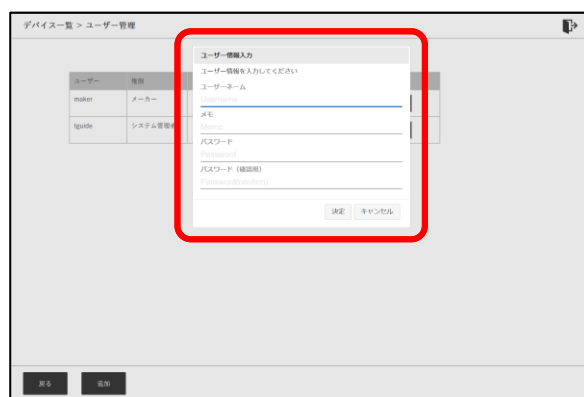 デバイス一覧 > ユーザー管理
ユーザー情報入力
ユーザー情報を入力してください
ユーザーネーム
Username
メモ
Memo
パスワード
Password
パスワード（確認用）
Password(confirm)
決定 キャンセル
ユーザー 権限
maker メーカー
tguide システム管理者
戻る 追加